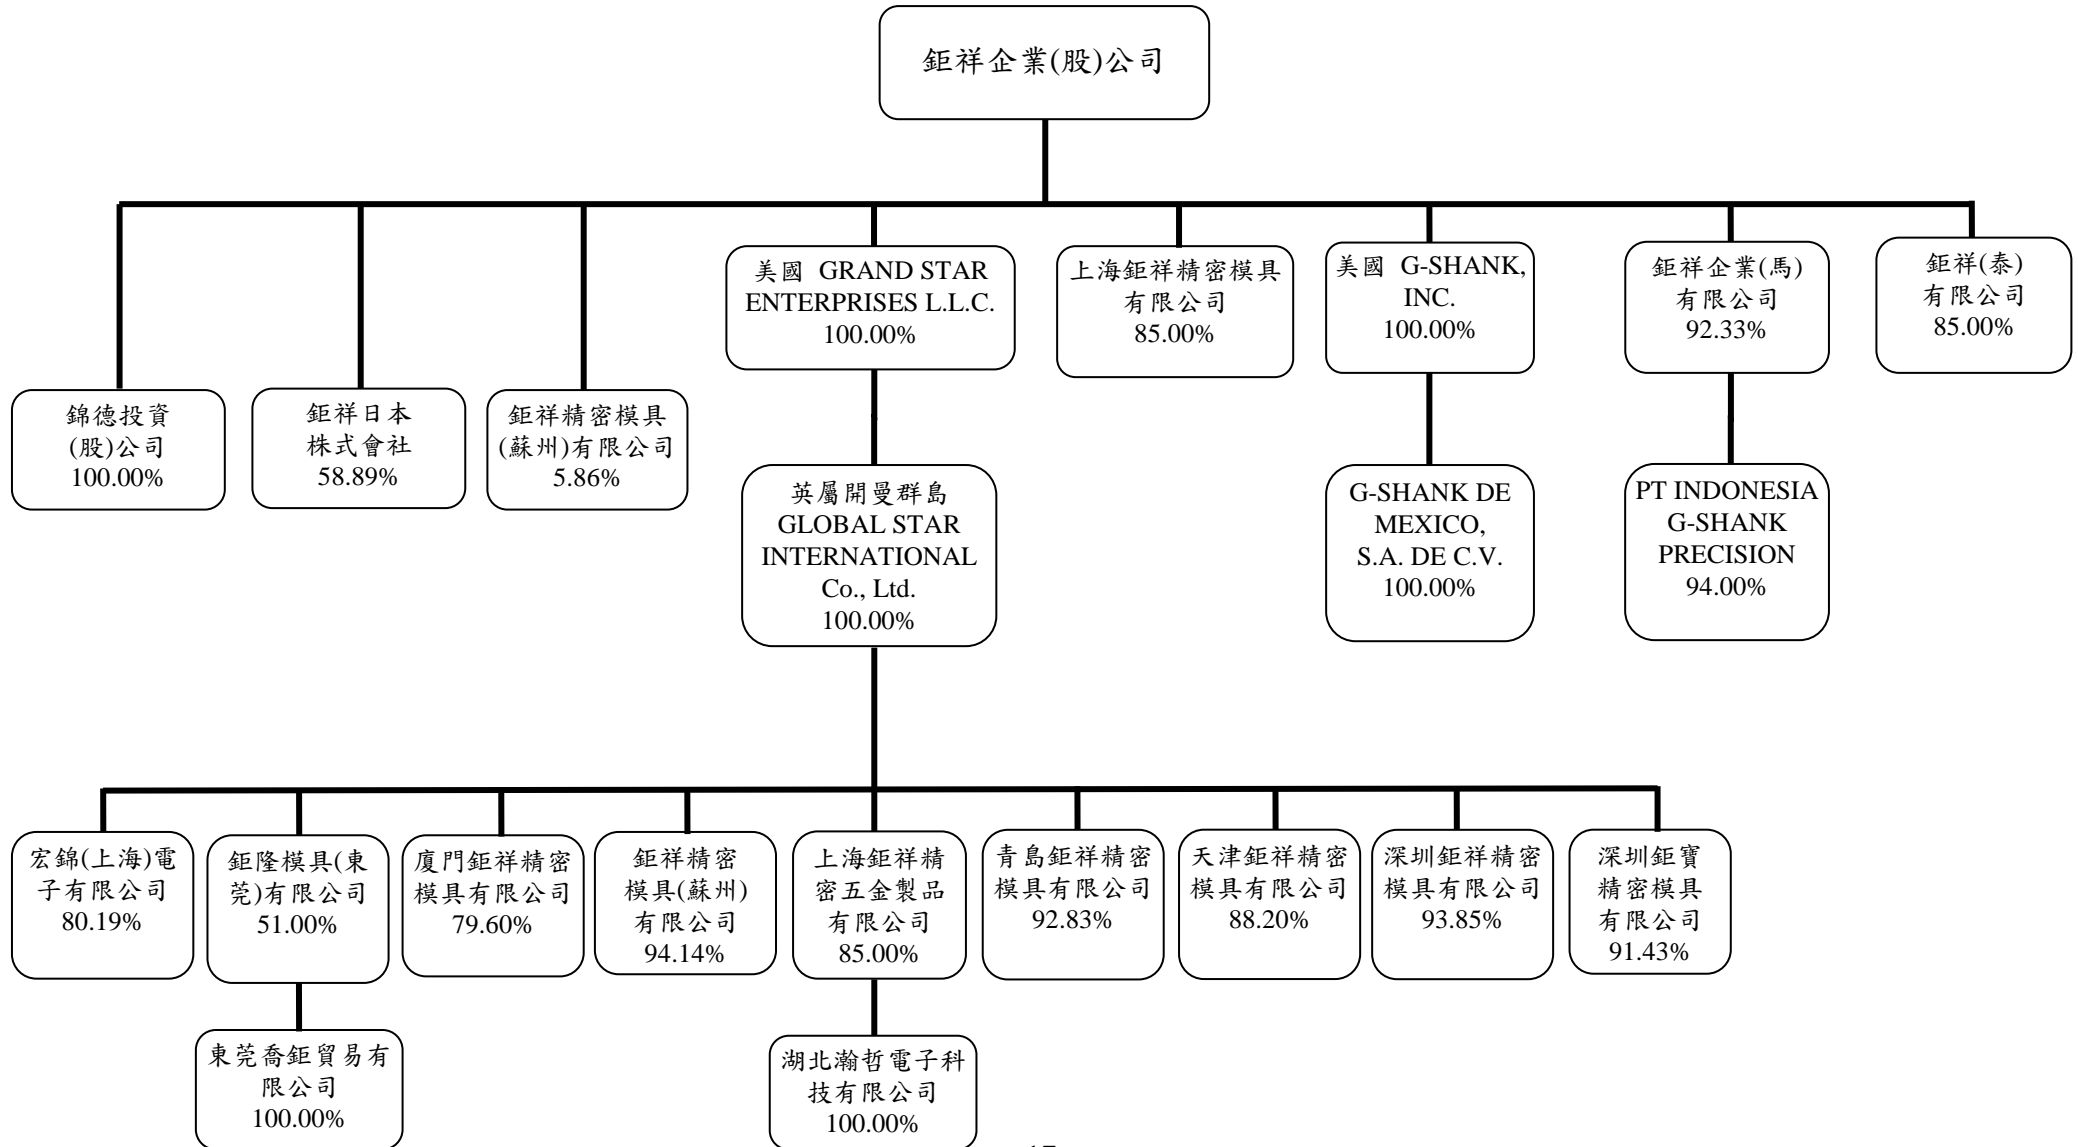 鉅祥企業(股)公司
美國 GRAND STAR
ENTERPRISES L.L.C.
100.00%
上海鉅祥精密模具
有限公司
85.00%
美國 G-SHANK,
INC.
100.00%
鉅祥企業(馬)
有限公司
92.33%
鉅祥(泰)
有限公司
85.00%
錦德投資
(股)公司
100.00%
鉅祥日本
株式會社
58.89%
鉅祥精密模具
(蘇州)有限公司
5.86%
英屬開曼群島
GLOBAL STAR
INTERNATIONAL
Co., Ltd.
100.00%
G-SHANK DE
MEXICO,
S.A. DE C.V.
100.00%
PT INDONESIA
G-SHANK
PRECISION
94.00%
宏錦(上海)電
子有限公司
80.19%
鉅隆模具(東
莞)有限公司
51.00%
廈門鉅祥精密
模具有限公司
79.60%
鉅祥精密
模具(蘇州)
有限公司
94.14%
上海鉅祥精
密五金製品
有限公司
85.00%
青島鉅祥精密
模具有限公司
92.83%
天津鉅祥精密
模具有限公司
88.20%
深圳鉅祥精密
模具有限公司
93.85%
深圳鉅寶
精密模具
有限公司
91.43%
東莞喬鉅貿易有
限公司
100.00%
湖北瀚哲電子科
技有限公司
100.00%